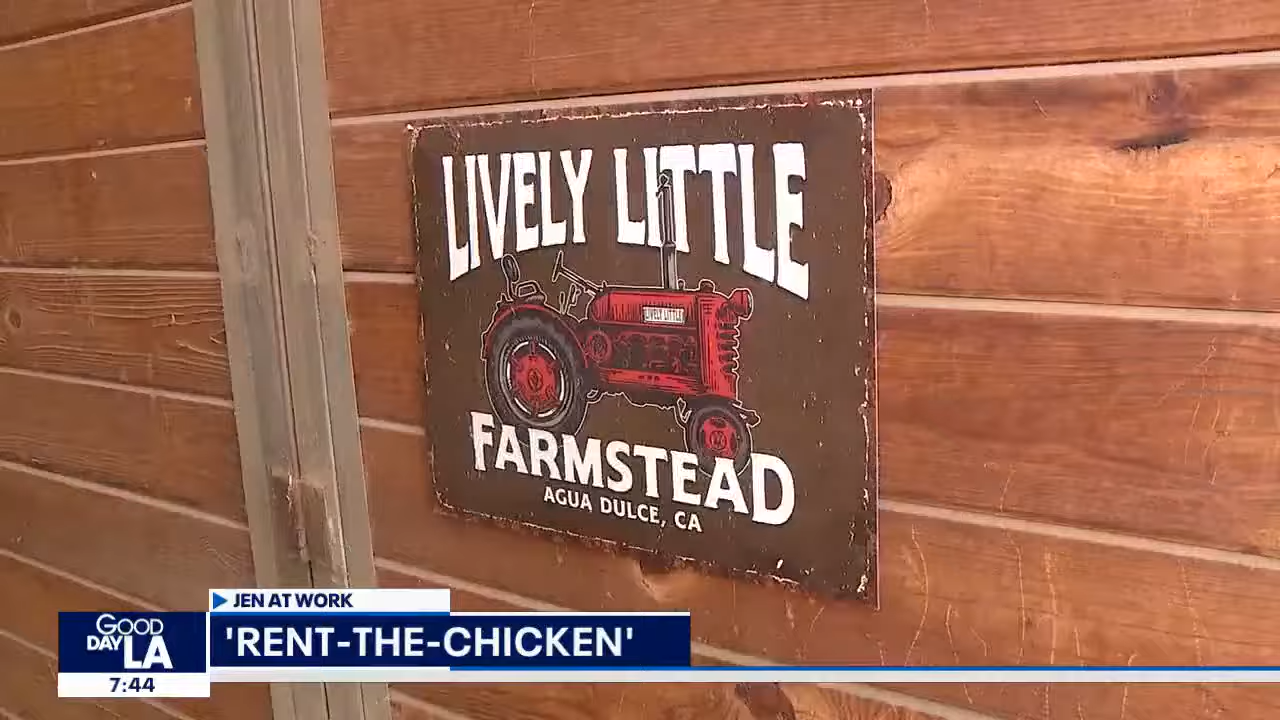 LIVELY LITTLE
LIVELY LITTLE
FARMSTEAD
AGUA DULCE, CA
JEN AT WORK
GOOD
DAY LA
'RENT-THE-CHICKEN'
7:44